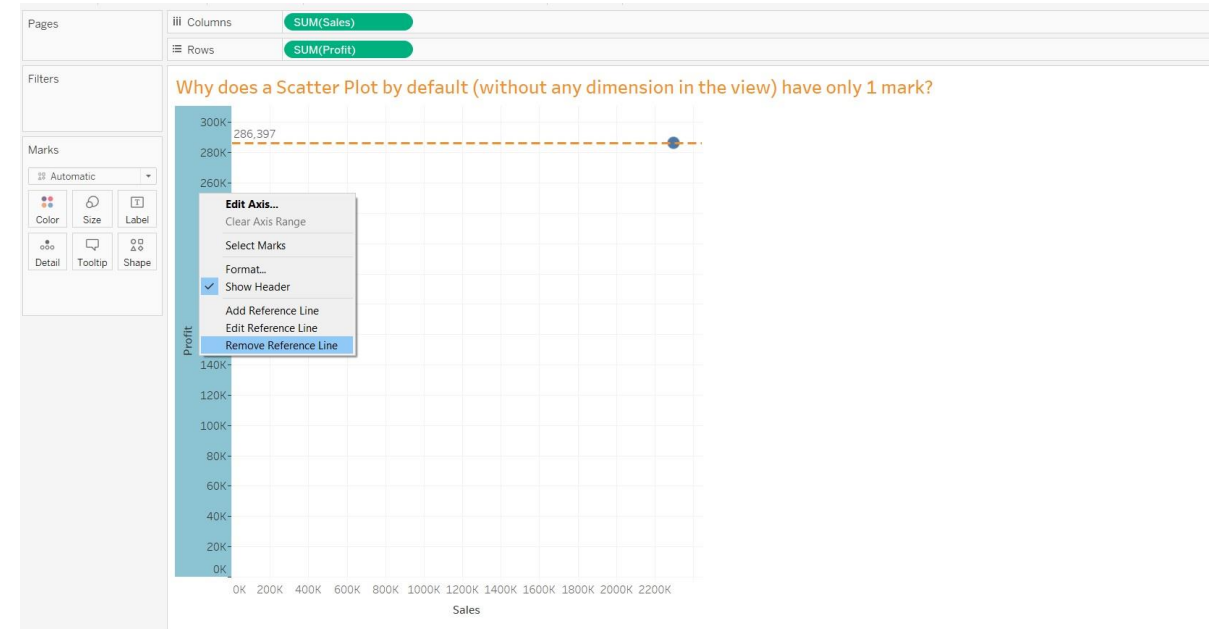 Pages
iii Columns
SUM(Sales)
Rows
SUM(Profit)
Filters
Why does a Scatter Plot by default (without any dimension in the view) have only 1 mark?
Marks
Automatic
Color Size Label
Detail Tooltip Shape
300K
286,397
280K
260K
Edit Axis...
Clear Axis Range
Select Marks
Format...
Show Header
Add Reference Line
Edit Reference Line
Remove Reference Line
Profit
140K
120K
100K
80K
60K
40K
20K
0K
0K 200K 400K 600K 800K 1000K 1200K 1400K 1600K 1800K 2000K 2200K
Sales